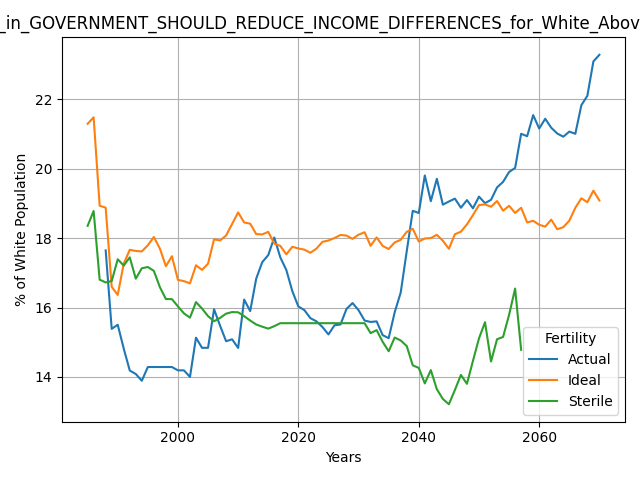 _in_GOVERNMENT_SHOULD_REDUCE_INCOME_DIFFERENCES_for_White_Abov
% of White Population
22
20
18
16
14
2000 2020 2040 2060
Years
Fertility
Actual
Ideal
Sterile